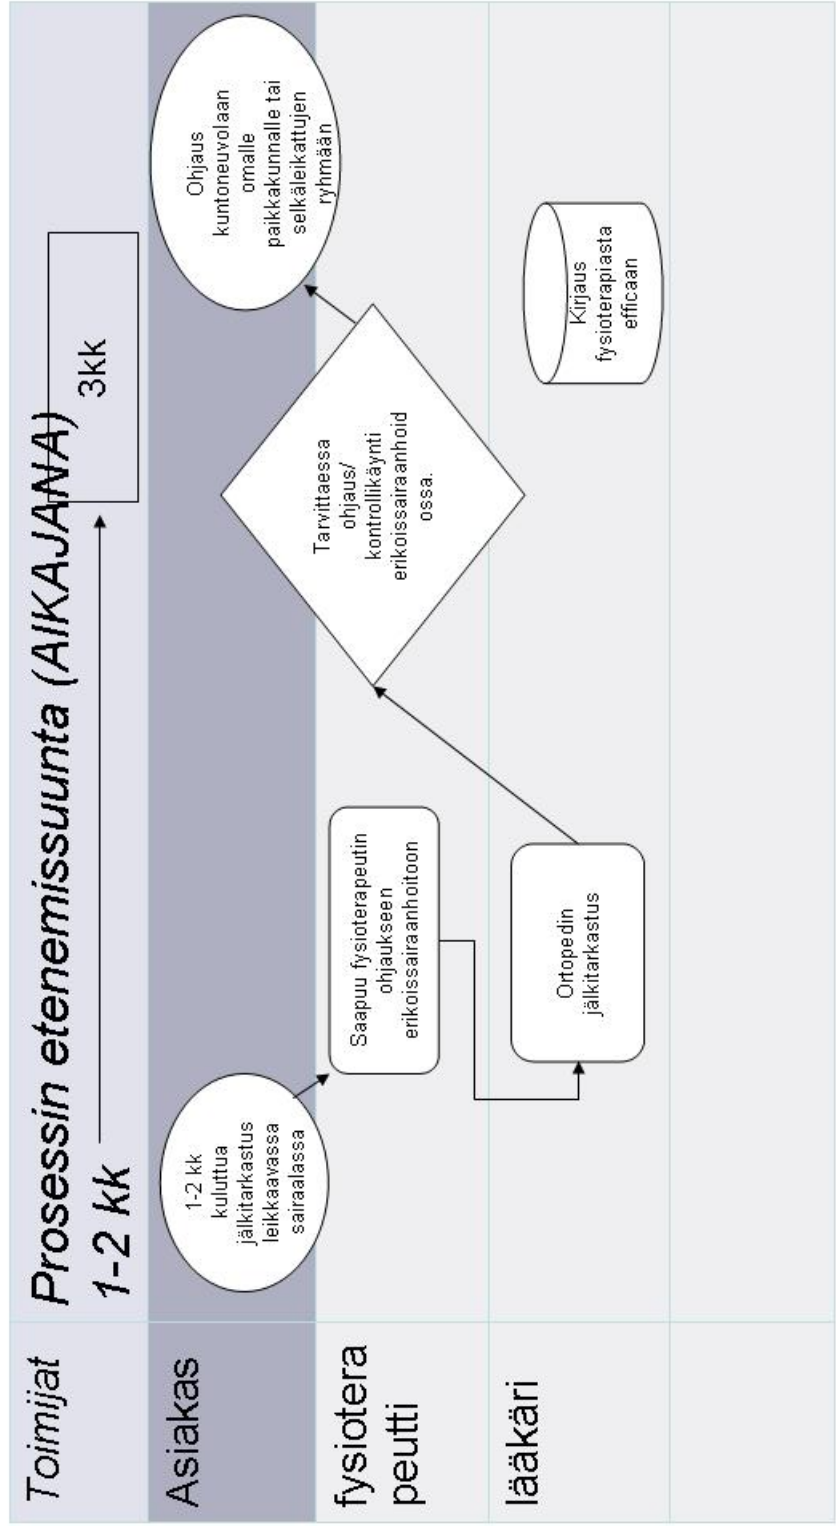 Toimijat
Prosessin etenemissuunta (AIKAJANA)
1-2 kk
3kk
Asiakas
1-2 kk
kuluttua
jälkitarkastus
leikkaavassa
sairaalassa
Ohjaus
kuntoneuvolaan
omalle
paikkakunnalle tai
selkäleikattujen
ryhmään
fysiotera
peutti
Saapuu fysioterapeutin
ohjaukseen
erikoissairaanhoitoon
Tarvittaessa
ohjaus/
kontrollikäynti
erikoissairaanhoid
ossa.
lääkäri
Ortopedin
jälkitarkastus
Kirjaus
fysioterapiasta
efficaan